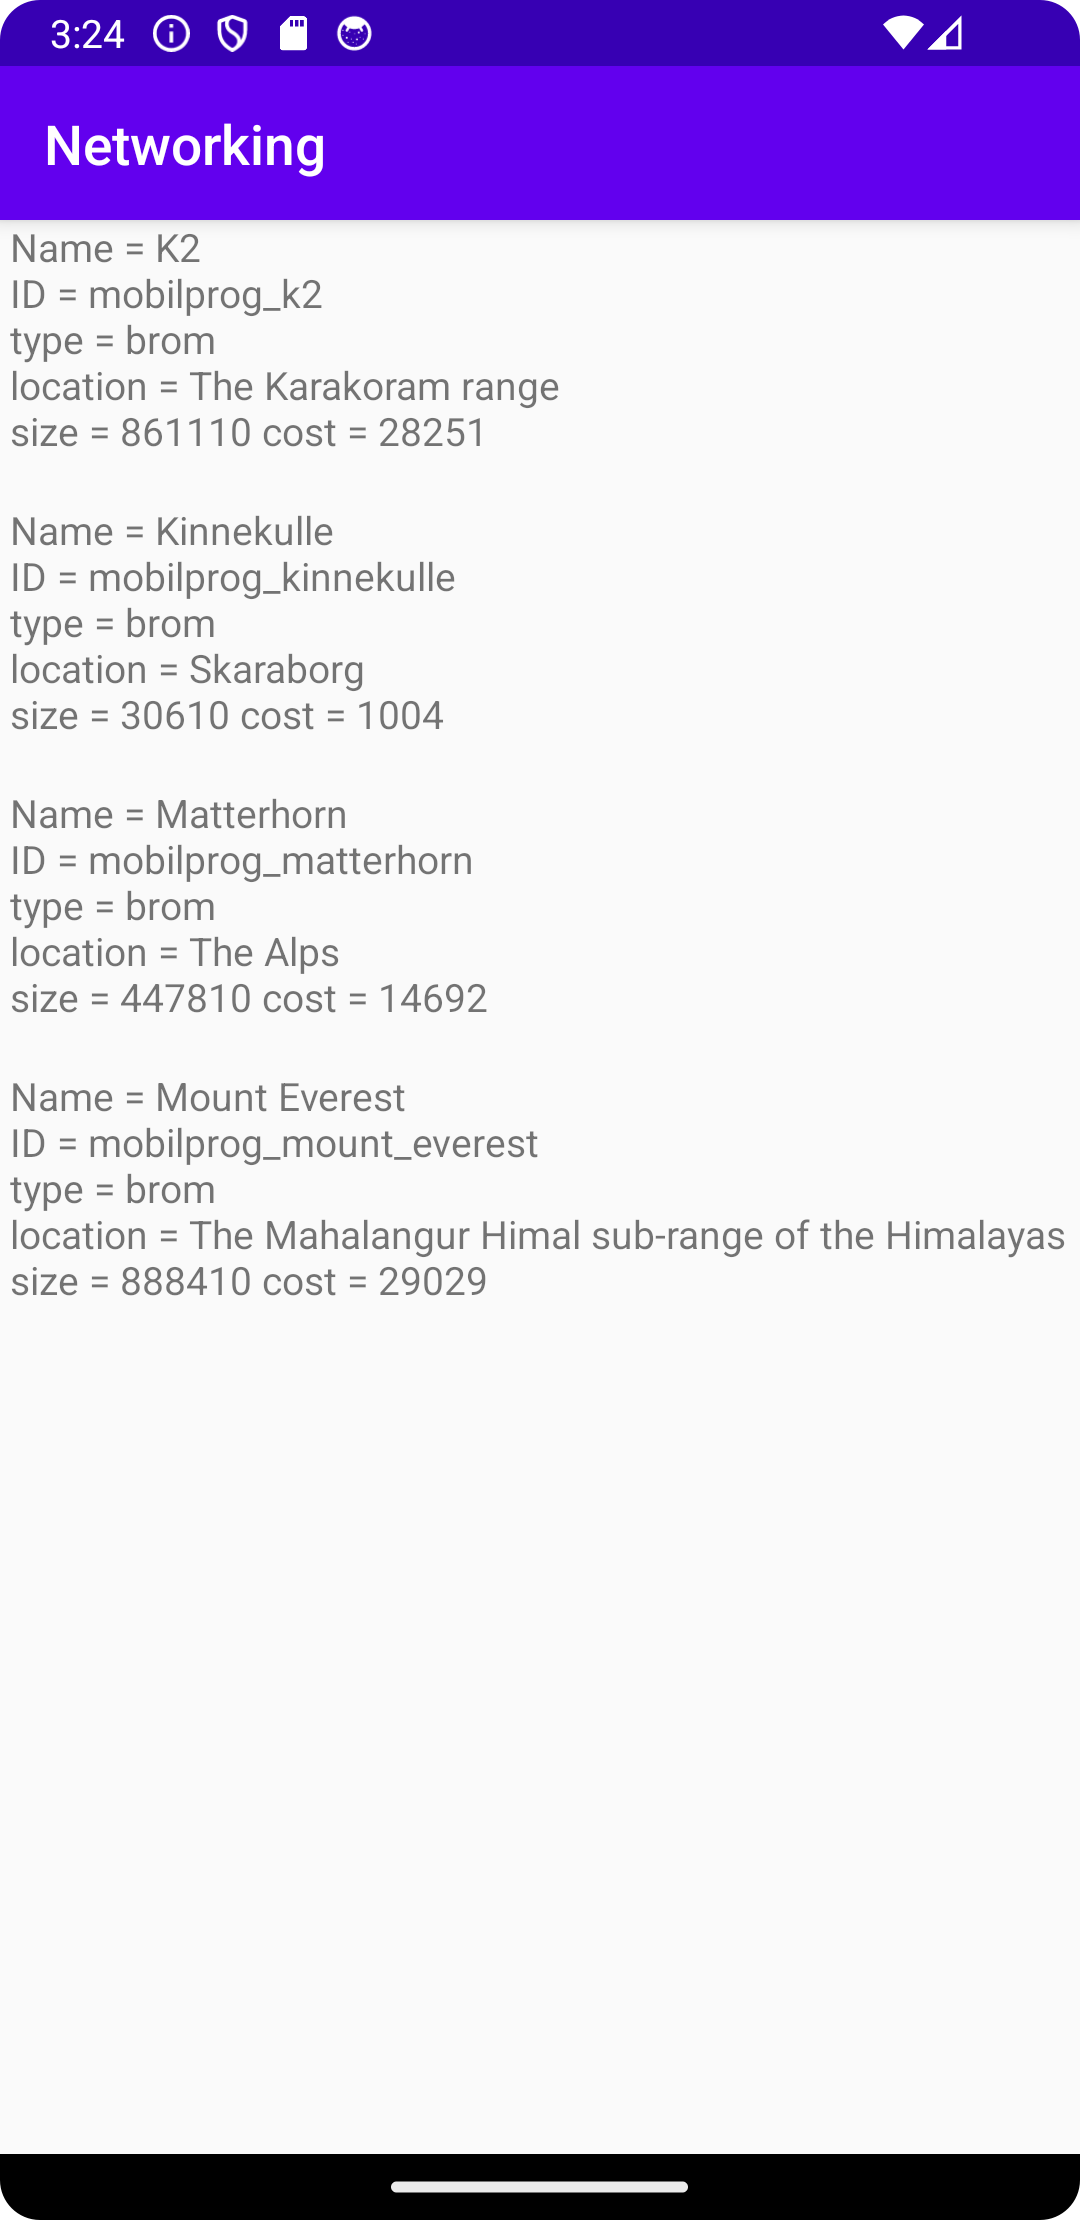 3:24
Networking
Name = K2
ID = mobilprog_k2
type = brom
location = The Karakoram range
size = 861110 cost = 28251
Name = Kinnekulle
ID = mobilprog_kinnekulle
type = brom
location = Skaraborg
size = 30610 cost = 1004
Name = Matterhorn
ID = mobilprog_matterhorn
type = brom
location = The Alps
size = 447810 cost = 14692
Name = Mount Everest
ID = mobilprog_mount_everest
type = brom
location = The Mahalangur Himal sub-range of the Himalayas
size = 888410 cost = 29029